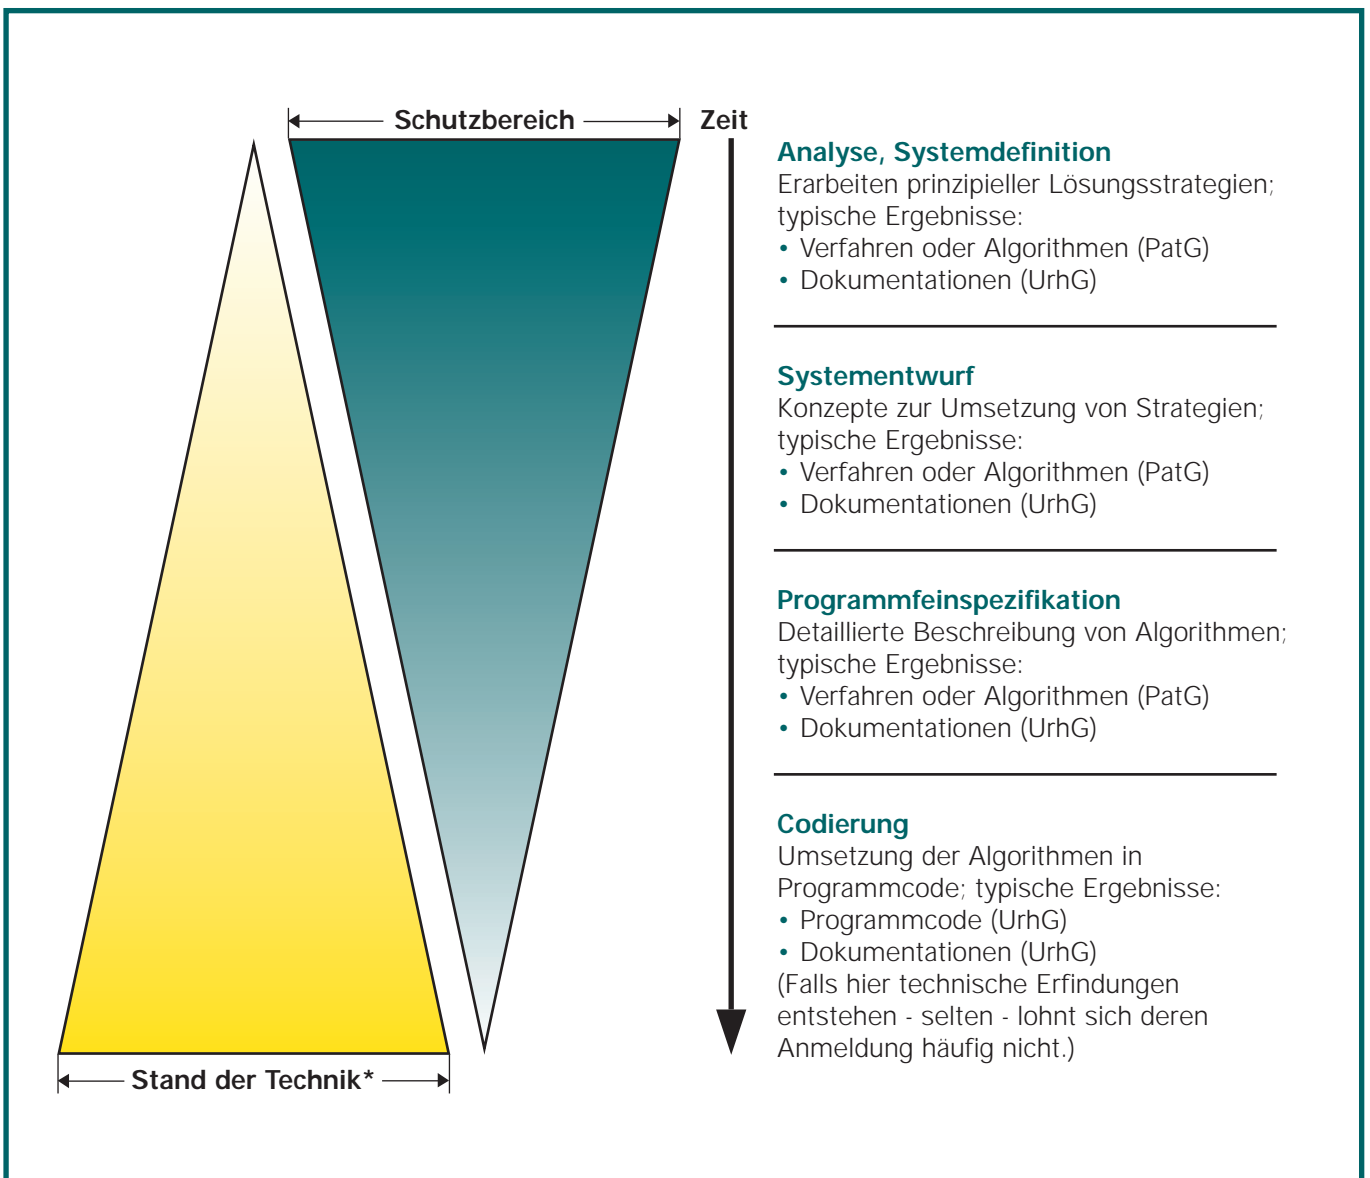 Schutzbereich
Zeit
Analyse, Systemdefinition
Erarbeiten prinzipieller Lösungsstrategien;
typische Ergebnisse:
• Verfahren oder Algorithmen (PatG)
• Dokumentationen (UrhG)
Systementwurf
Konzepte zur Umsetzung von Strategien;
typische Ergebnisse:
• Verfahren oder Algorithmen (PatG)
• Dokumentationen (UrhG)
Programmfeinspezifikation
Detaillierte Beschreibung von Algorithmen;
typische Ergebnisse:
• Verfahren oder Algorithmen (PatG)
• Dokumentationen (UrhG)
Codierung
Umsetzung der Algorithmen in
Programmcode; typische Ergebnisse:
• Programmcode (UrhG)
• Dokumentationen (UrhG)
(Falls hier technische Erfindungen
entstehen - selten - lohnt sich deren
Anmeldung häufig nicht.)
Stand der Technik*